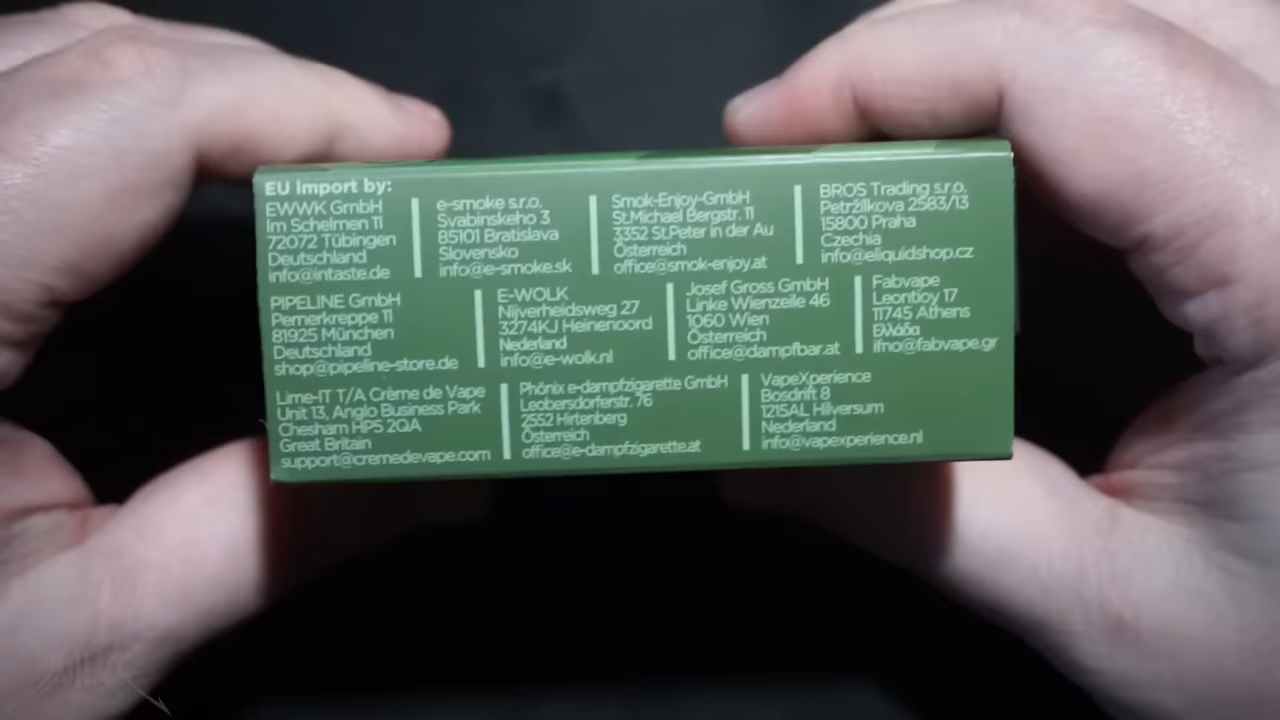 EU import by:
EWWK GmbH
Im Schelmen 11
72072 Tübingen
Deutschland
info@intaste.de
e-smoke s.r.o.
Svabinskeho 3
85101 Bratislava
Slovensko
info@e-smoke.sk
Smok-Enjoy-GmbH
St.Michael Bergstr. 11
3352 St.Peter in der Au
Österreich
office@smok-enjoy.at
BROS Trading s.r.o.
Petržílkova 2583/13
15800 Praha
Czechia
info@eliquidshop.cz
PIPELINE GmbH
Pernerkreppe 11
81925 München
Deutschland
shop@pipeline-store.de
E-WOLK
Nijverheidsweg 27
3274KJ Heinenoord
Nederland
info@e-wolk.nl
Josef Gross GmbH
Linke Wienzeile 46
1060 Wien
Österreich
office@dampfbar.at
Fabvape
Leontioy 17
11745 Athens
Ελλάδα
ifno@fabvape.gr
Lime-IT T/A Crème de Vape
Unit 13, Anglo Business Park
Chesham HP5 2QA
Great Britain
support@cremedevape.com
Phönix e-dampfzigarette GmbH
Leobersdorferstr. 76
2552 Hirtenberg
Österreich
office@e-dampfzigarette.at
VapeXperience
Bosdrift 8
1215AL Hilversum
Nederland
info@vapexperience.nl